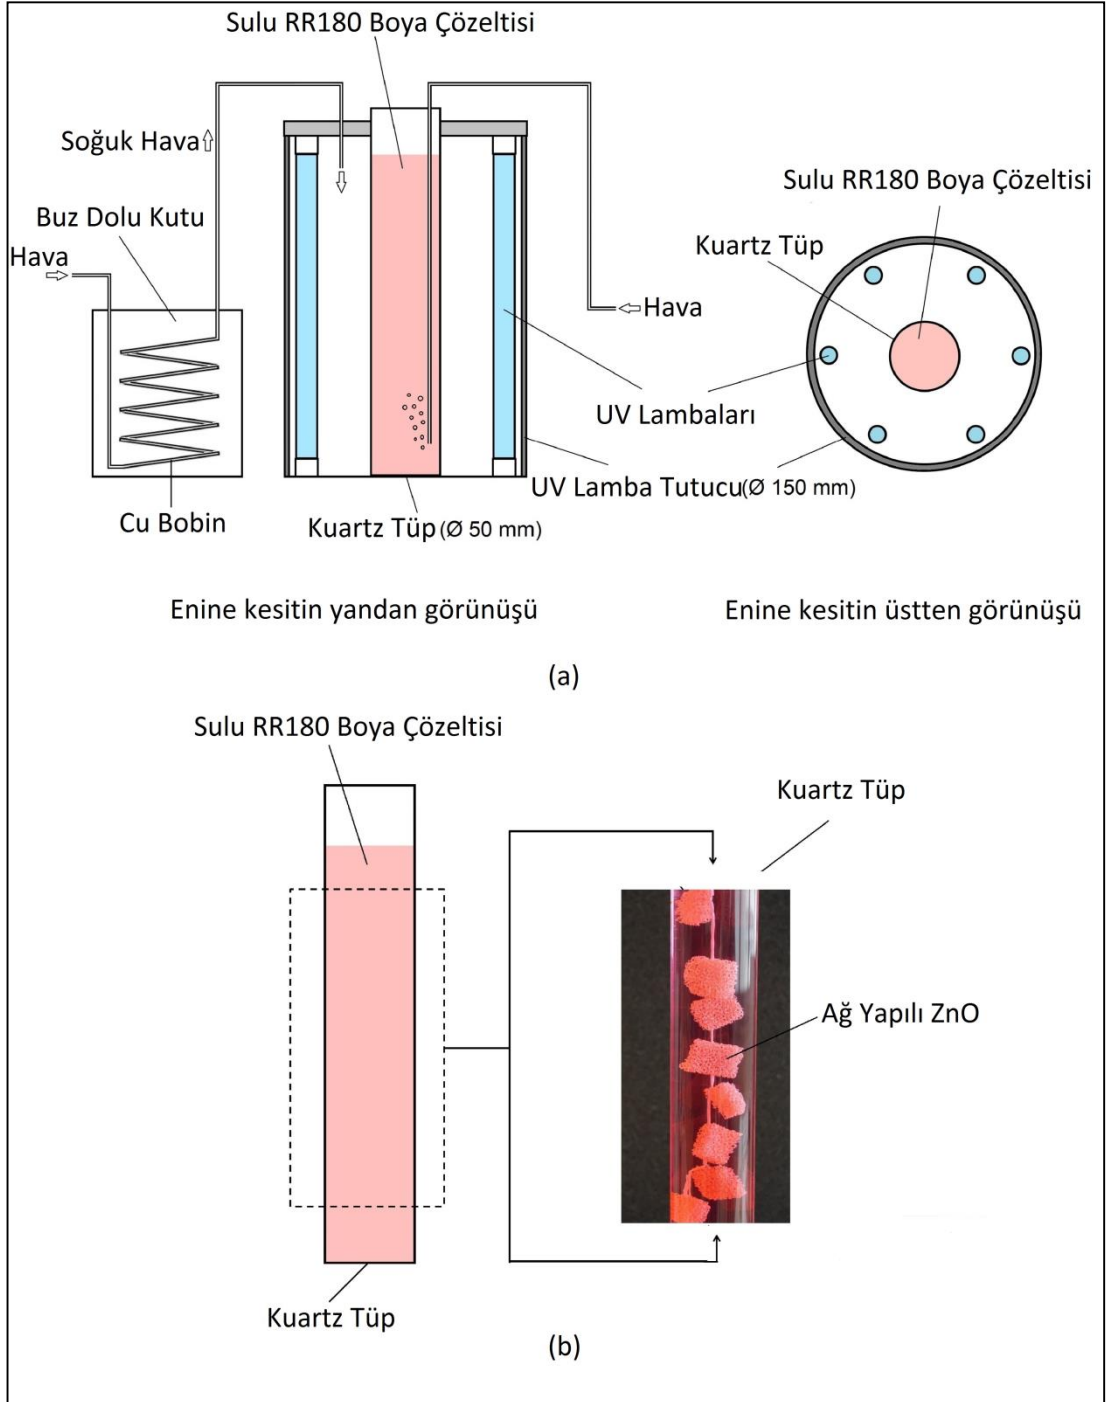 Sulu RR180 Boya Çözeltisi
Soğuk Hava
Buz Dolu Kutu
Hava
Cu Bobin
Hava
UV Lambaları
UV Lamba Tutucu (Ø 150 mm)
Kuartz Tüp (Ø 50 mm)
Sulu RR180 Boya Çözeltisi
Kuartz Tüp
Enine kesitin yandan görünüşü
Enine kesitin üstten görünüşü
(a)
Sulu RR180 Boya Çözeltisi
Kuartz Tüp
Ağ Yapılı ZnO
Kuartz Tüp
(b)